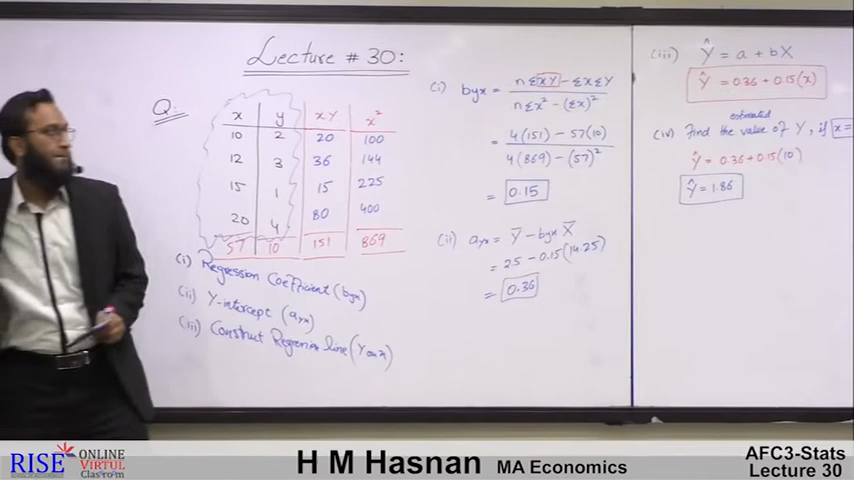 Lecture # 30:
Q:
x y xy x²
10 2 20 100
12 3 36 144
15 1 15 225
20 4 80 400
57 10 151 869
(i) Regression Coefficient (byx)
(ii) Y-intercept (ayx)
(iii) Construct Regression line (Y on x)
(i) byx = nΣXY - ΣXΣY / nΣx² - (Σx)²
= 4(151) - 57(10) / 4(869) - (57)²
= 0.15
(ii) ayx = Y̅ - byx X̅
= 2.5 - 0.15(14.25)
= 0.36
(iii) Ŷ = a + bX
Ŷ = 0.36 + 0.15(x)
estimated
(iv) Find the value of Y, if x=
Ŷ = 0.36 + 0.15(10)
Ŷ = 1.86
RISE ONLINE VIRTUL Classroom
H M Hasnan MA Economics
AFC3-Stats
Lecture 30